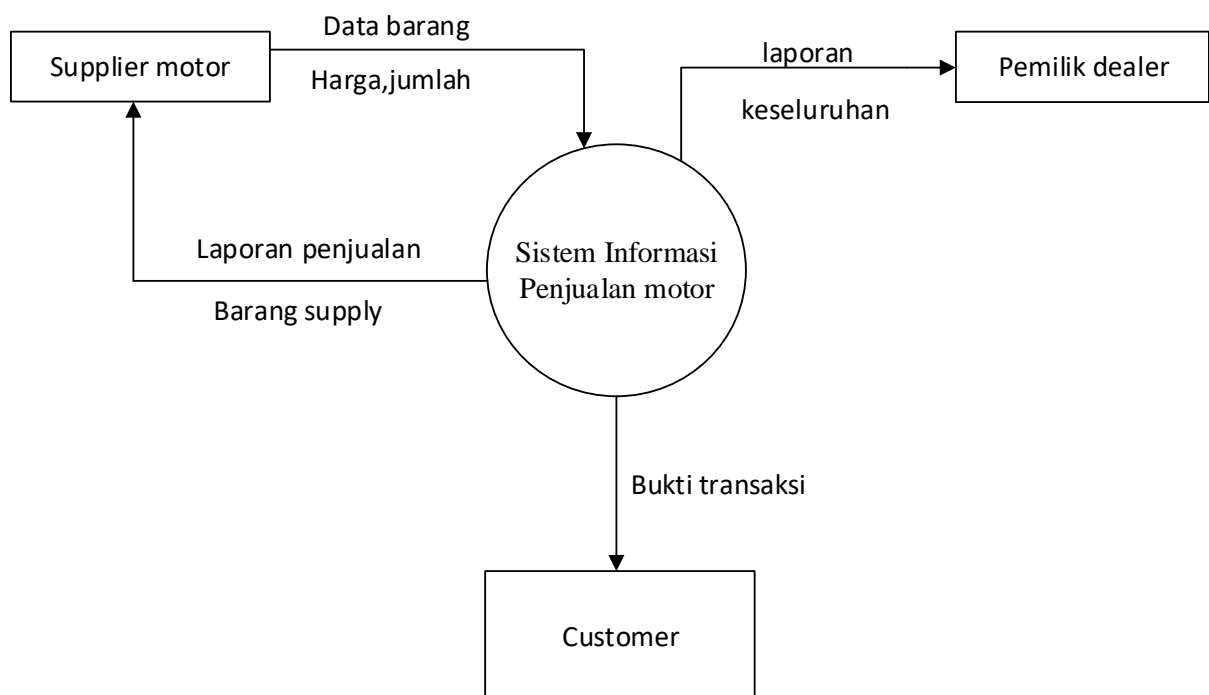 Data barang
Supplier motor
Harga,jumlah
laporan
Pemilik dealer
keseluruhan
Laporan penjualan
Barang supply
Sistem Informasi
Penjualan motor
Bukti transaksi
Customer